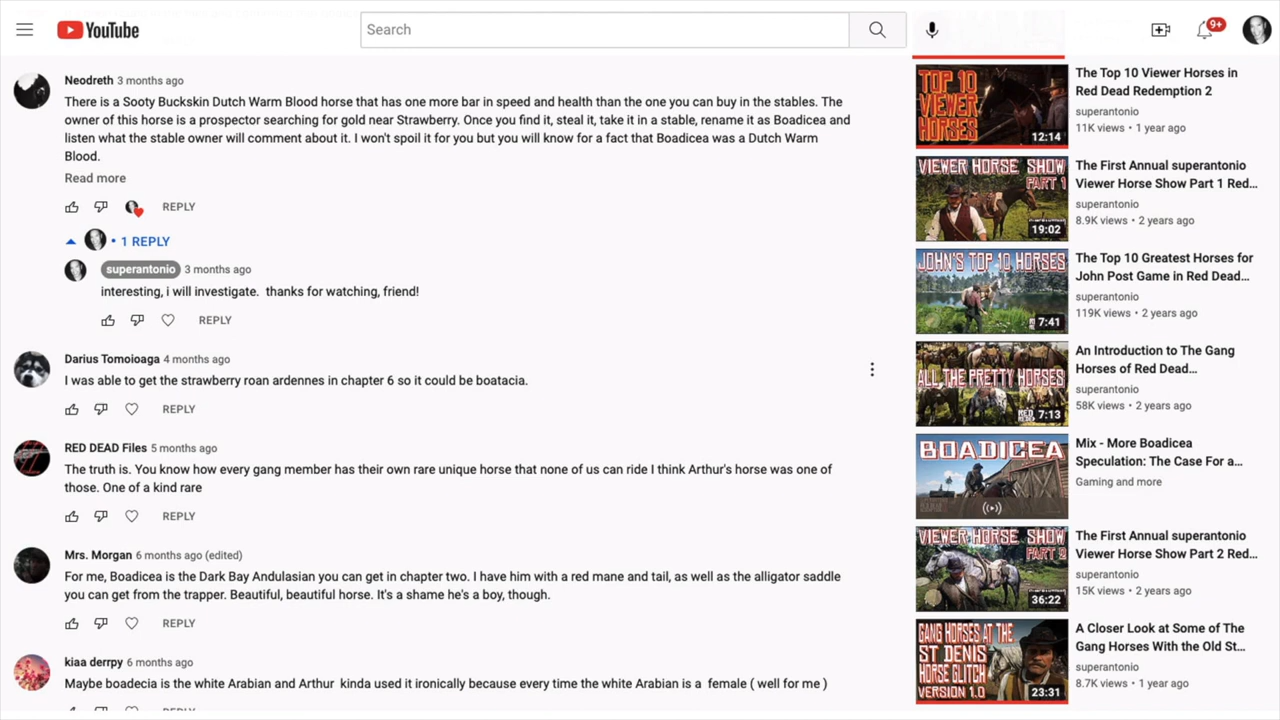 YouTube
Search
9+
Neodreth 3 months ago
There is a Sooty Buckskin Dutch Warm Blood horse that has one more bar in speed and health than the one you can buy in the stables. The
owner of this horse is a prospector searching for gold near Strawberry. Once you find it, steal it, take it in a stable, rename it as Boadicea and
listen what the stable owner will comment about it. I won't spoil it for you but you will know for a fact that Boadicea was a Dutch Warm
Blood.
Read more
REPLY
• 1 REPLY
superantonio 3 months ago
interesting, i will investigate.  thanks for watching, friend!
REPLY
Darius Tomoioaga 4 months ago
I was able to get the strawberry roan ardennes in chapter 6 so it could be boatacia.
REPLY
RED DEAD Files 5 months ago
The truth is. You know how every gang member has their own rare unique horse that none of us can ride I think Arthur's horse was one of
those. One of a kind rare
REPLY
Mrs. Morgan 6 months ago (edited)
For me, Boadicea is the Dark Bay Andulasian you can get in chapter two. I have him with a red mane and tail, as well as the alligator saddle
you can get from the trapper. Beautiful, beautiful horse. It's a shame he's a boy, though.
REPLY
kiaa derrpy 6 months ago
Maybe boadecia is the white Arabian and Arthur  kinda used it ironically because every time the white Arabian is a  female ( well for me )
REPLY
TOP 10
VIEWER
HORSES
12:14
The Top 10 Viewer Horses in
Red Dead Redemption 2
superantonio
11K views • 1 year ago
VIEWER HORSE SHOW
PART 1
19:02
The First Annual superantonio
Viewer Horse Show Part 1 Red...
superantonio
8.9K views • 2 years ago
JOHN'S TOP 10 HORSES
7:41
The Top 10 Greatest Horses for
John Post Game in Red Dead...
superantonio
119K views • 2 years ago
ALL THE PRETTY HORSES
RED
7:13
An Introduction to The Gang
Horses of Red Dead...
superantonio
58K views • 2 years ago
BOADICEA
Mix - More Boadicea
Speculation: The Case For a...
Gaming and more
VIEWER HORSE SHOW
PART 2
36:22
The First Annual superantonio
Viewer Horse Show Part 2 Red...
superantonio
15K views • 2 years ago
GANG HORSES AT THE
ST DENIS
HORSE GLITCH
VERSION 1.0
23:31
A Closer Look at Some of The
Gang Horses With the Old St...
superantonio
8.7K views • 1 year ago